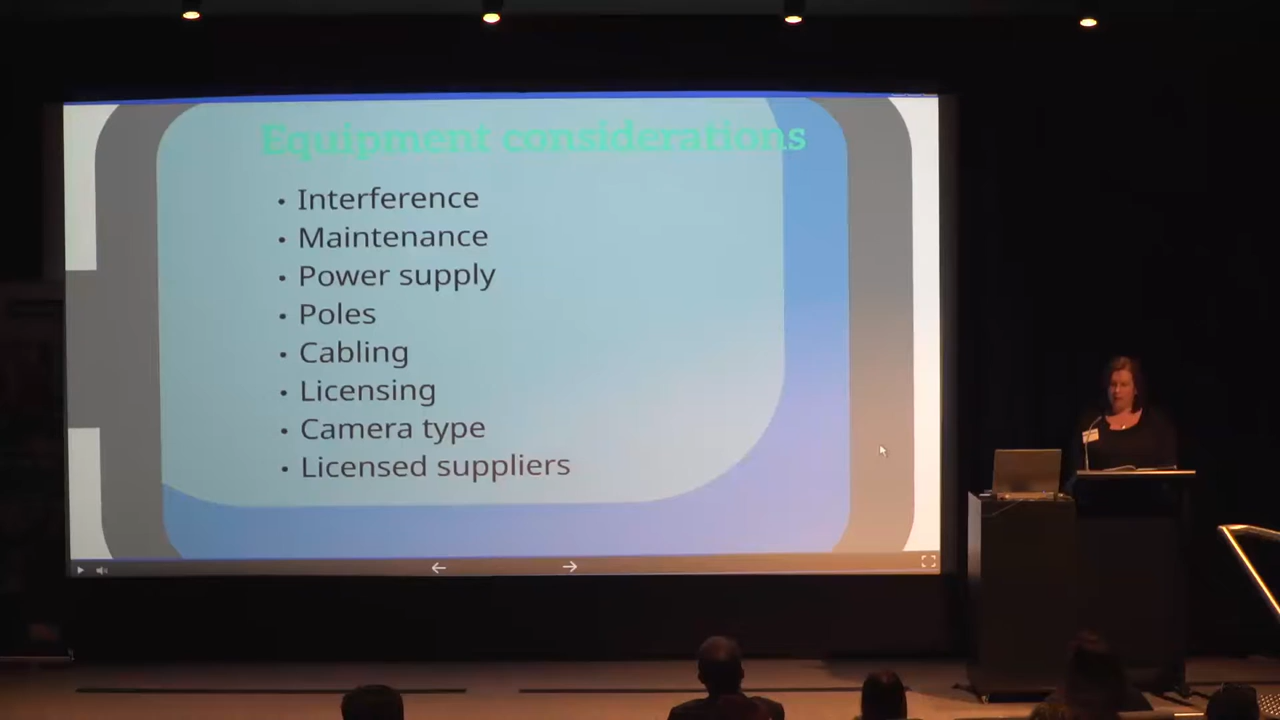 Equipment considerations
• Interference
• Maintenance
• Power supply
• Poles
• Cabling
• Licensing
• Camera type
• Licensed suppliers